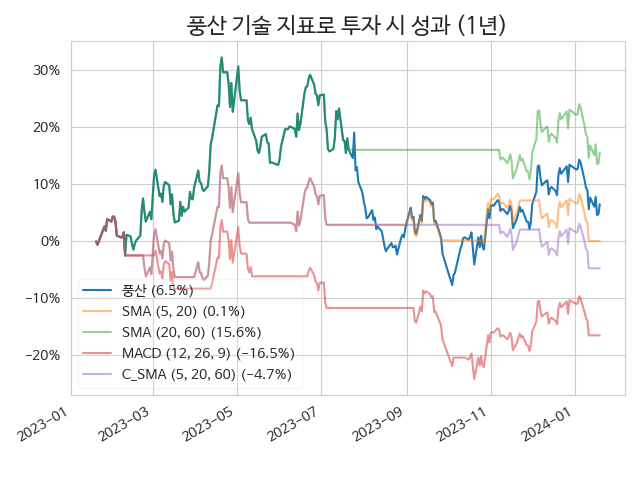 풍산 기술 지표로 투자 시 성과 (1년)
30%
20%
10%
0%
−10%
−20%
풍산 (6.5%)
SMA (5, 20) (0.1%)
SMA (20, 60) (15.6%)
MACD (12, 26, 9) (−16.5%)
C_SMA (5, 20, 60) (−4.7%)
2023−01
2023−03
2023−05
2023−07
2023−09
2023−11
2024−01